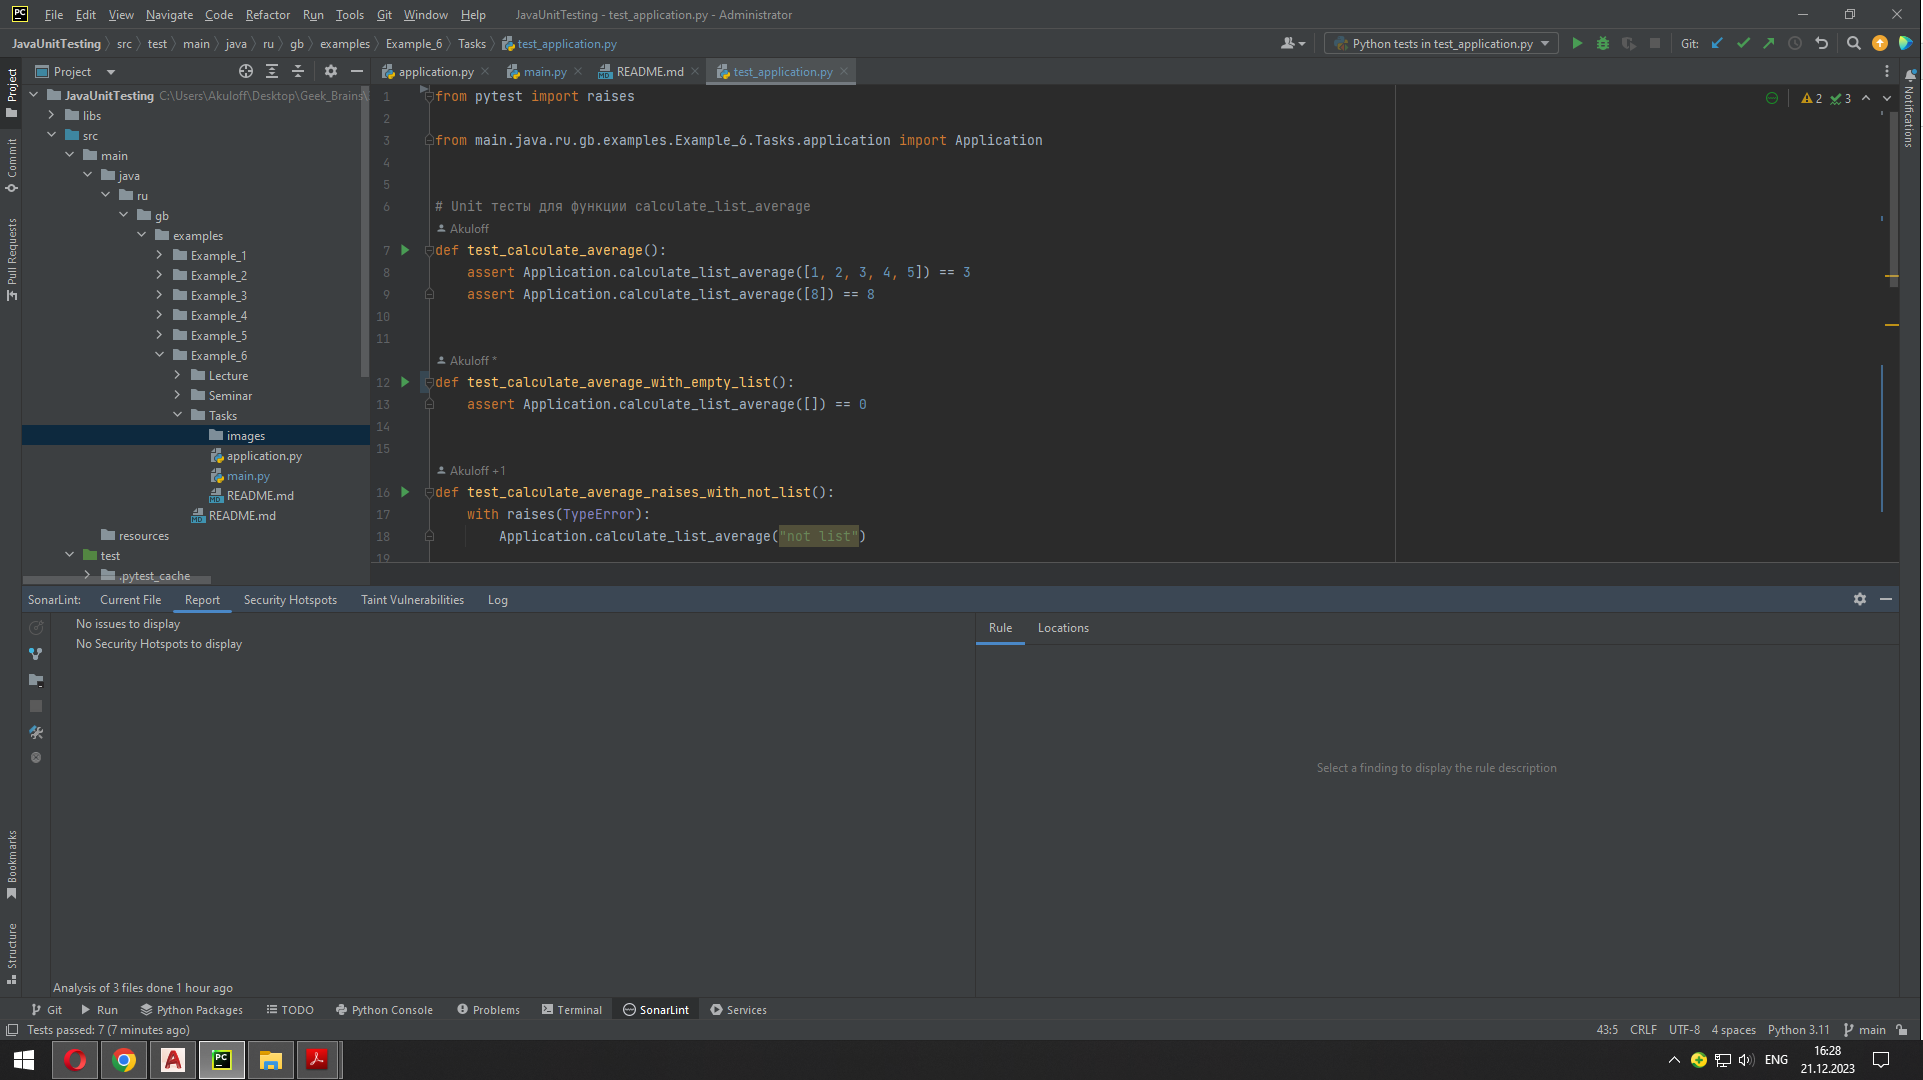 PC File Edit View Navigate Code Refactor Run Tools Git Window Help JavaUnitTesting - test_application.py - Administrator
JavaUnitTesting src test main java ru gb examples Example_6 Tasks test_application.py Python tests in test_application.py Git:
Project application.py main.py README.md test_application.py
Project
Commit
Pull Requests
Bookmarks
Structure
Notifications
JavaUnitTesting C:\Users\Akuloff\Desktop\Geek_Brains\
libs
src
main
java
ru
gb
examples
Example_1
Example_2
Example_3
Example_4
Example_5
Example_6
Lecture
Seminar
Tasks
images
application.py
main.py
README.md
README.md
resources
test
.pytest_cache
2 3
1 from pytest import raises
2
3 from main.java.ru.gb.examples.Example_6.Tasks.application import Application
4
5
6 # Unit тесты для функции calculate_list_average
Akuloff
7 def test_calculate_average():
8 assert Application.calculate_list_average([1, 2, 3, 4, 5]) == 3
9 assert Application.calculate_list_average([8]) == 8
10
11
Akuloff *
12 def test_calculate_average_with_empty_list():
13 assert Application.calculate_list_average([]) == 0
14
15
Akuloff +1
16 def test_calculate_average_raises_with_not_list():
17 with raises(TypeError):
18 Application.calculate_list_average("not list")
19
SonarLint: Current File Report Security Hotspots Taint Vulnerabilities Log
No issues to display
No Security Hotspots to display
Rule Locations
Select a finding to display the rule description
Analysis of 3 files done 1 hour ago
Git Run Python Packages TODO Python Console Problems Terminal SonarLint Services
Tests passed: 7 (7 minutes ago) 43:5 CRLF UTF-8 4 spaces Python 3.11 main
PC ENG 16:28
21.12.2023